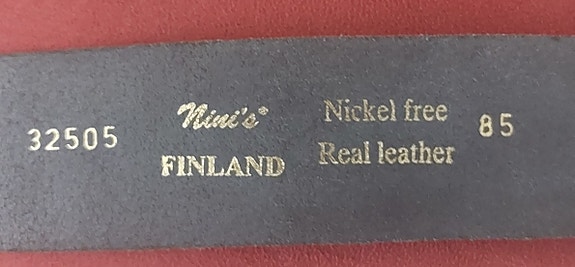 32505
Nini's®
FINLAND
Nickel free
Real leather
85